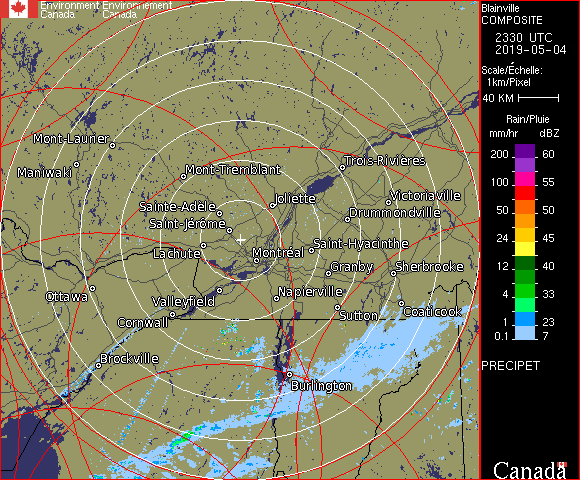 Environment Environnement
Canada Canada
Blainville
COMPOSITE
2330 UTC
2019-05-04
Scale/Échelle:
1km/Pixel
40 KM
Rain/Pluie
mm/hr dBZ
200 60
100 55
50 50
24 45
12 40
4 33
1 23
0.1 7
PRECIPET
Canada
Mont-Laurier
Maniwaki
Mont-Tremblant
Trois-Rivières
Sainte-Adèle
Joliette
Victoriaville
Drummondville
Saint-Jérôme
Saint-Hyacinthe
Lachute
Montréal
Granby
Sherbrooke
Ottawa
Valleyfield
Napierville
Cornwall
Sutton
Coaticook
Brockville
Burlington